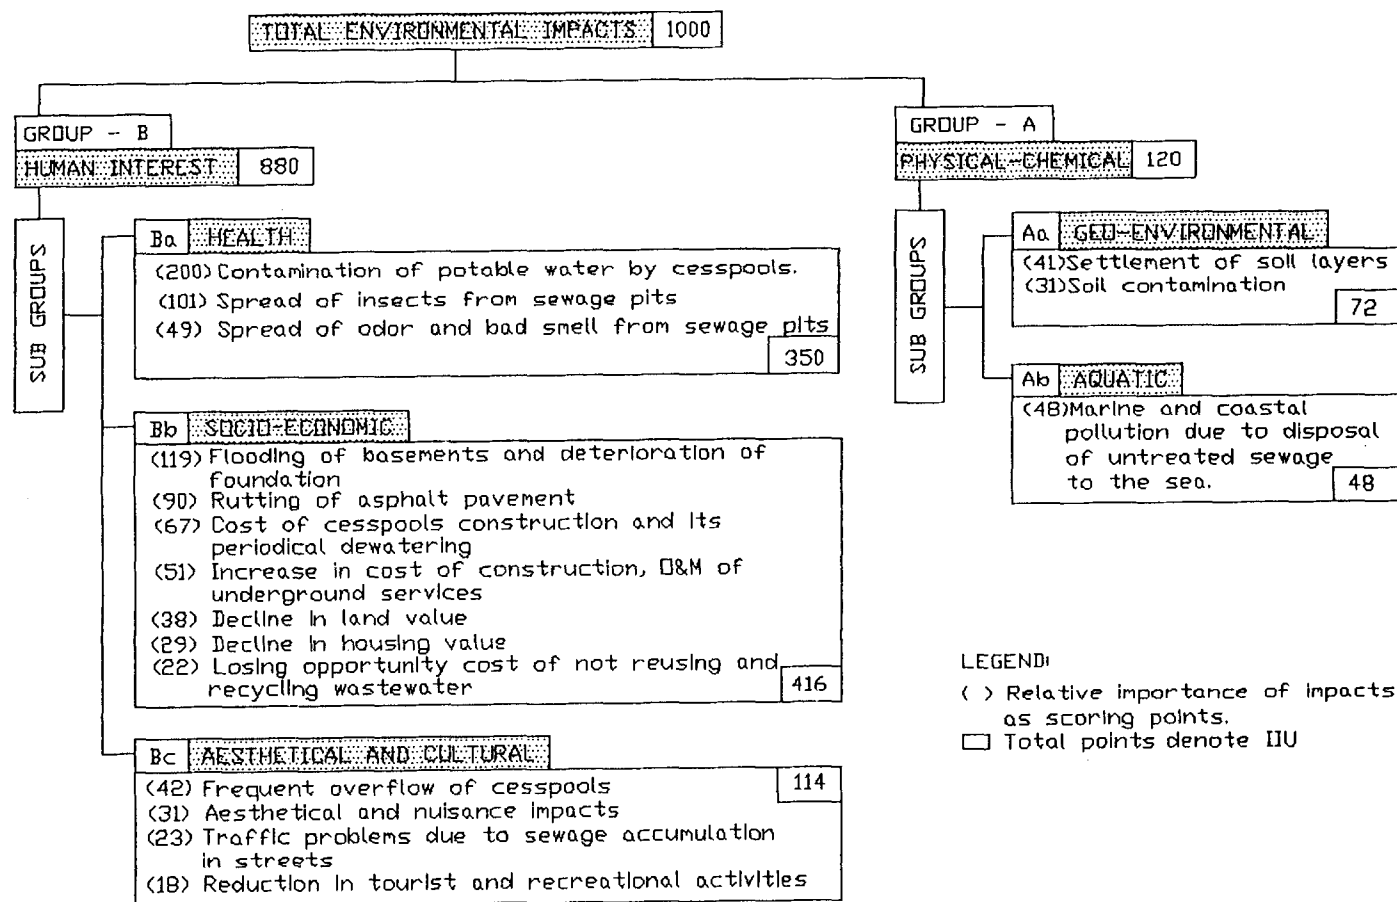 TOTAL ENVIRONMENTAL IMPACTS 1000
GROUP - B
HUMAN INTEREST 880
SUB GROUPS
Ba HEALTH
(200) Contamination of potable water by cesspools.
(101) Spread of insects from sewage pits
(49) Spread of odor and bad smell from sewage pits
350
Bb SOCIO-ECONOMIC
(119) Flooding of basements and deterioration of
foundation
(90) Rutting of asphalt pavement
(67) Cost of cesspools construction and its
periodical dewatering
(51) Increase in cost of construction, O&M of
underground services
(38) Decline in land value
(29) Decline in housing value
(22) Losing opportunity cost of not reusing and
recycling wastewater
416
Bc AESTHETICAL AND CULTURAL
114
(42) Frequent overflow of cesspools
(31) Aesthetical and nuisance impacts
(23) Traffic problems due to sewage accumulation
in streets
(18) Reduction in tourist and recreational activities
GROUP - A
PHYSICAL-CHEMICAL 120
SUB GROUPS
Aa GEO-ENVIRONMENTAL
(41)Settlement of soil layers
(31)Soil contamination
72
Ab AQUATIC
(48)Marine and coastal
pollution due to disposal
of untreated sewage
to the sea.
48
LEGEND:
( ) Relative importance of impacts
as scoring points.
Total points denote IIU